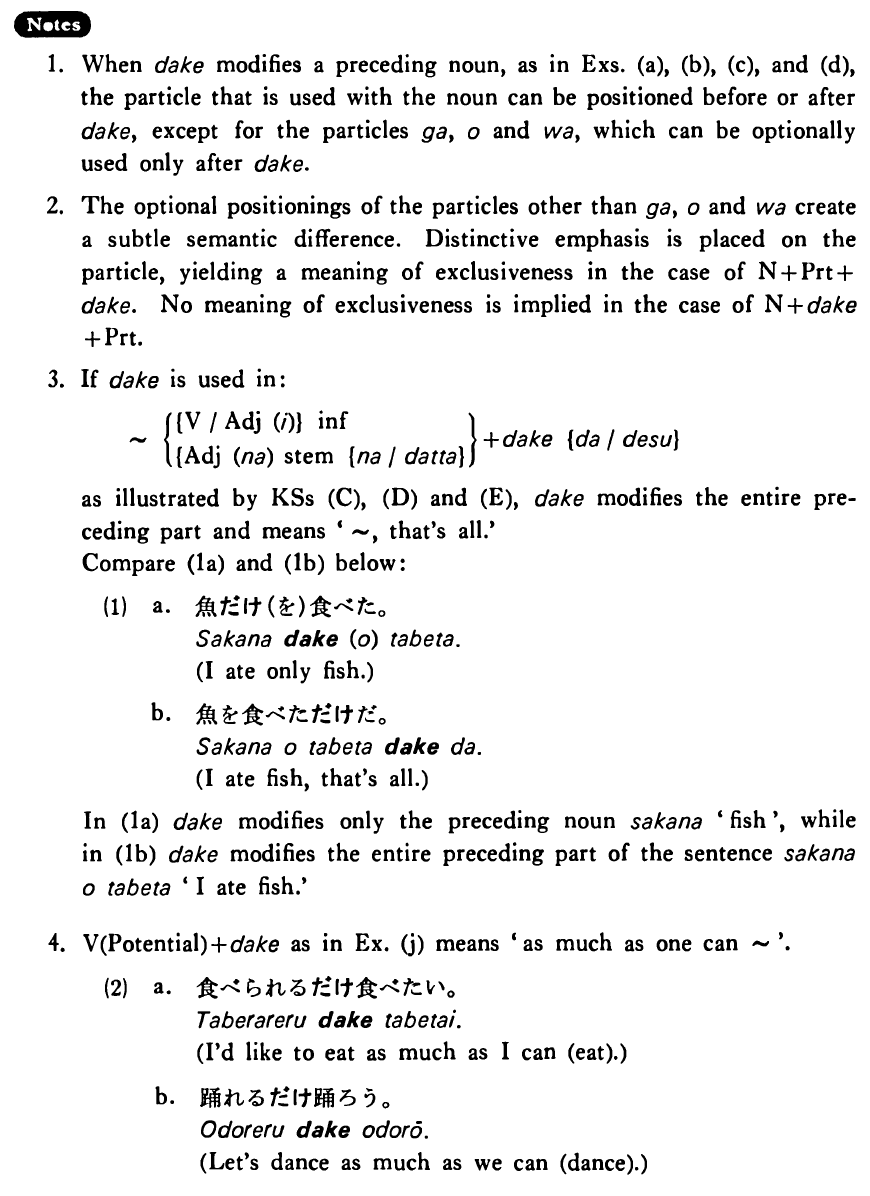 Notes
1. When dake modifies a preceding noun, as in Exs. (a), (b), (c), and (d),
the particle that is used with the noun can be positioned before or after
dake, except for the particles ga, o and wa, which can be optionally
used only after dake.
2. The optional positionings of the particles other than ga, o and wa create
a subtle semantic difference. Distinctive emphasis is placed on the
particle, yielding a meaning of exclusiveness in the case of N+Prt+
dake. No meaning of exclusiveness is implied in the case of N+dake
+Prt.
3. If dake is used in:
~ {{V / Adj (i)} inf
{Adj (na) stem {na / datta}} +dake {da / desu}
as illustrated by KSs (C), (D) and (E), dake modifies the entire pre-
ceding part and means ‘ ~, that's all.’
Compare (1a) and (1b) below:
(1) a. 魚だけ(を)食べた。
Sakana dake (o) tabeta.
(I ate only fish.)
b. 魚を食べただけだ。
Sakana o tabeta dake da.
(I ate fish, that's all.)
In (1a) dake modifies only the preceding noun sakana ‘fish’, while
in (1b) dake modifies the entire preceding part of the sentence sakana
o tabeta ‘I ate fish.’
4. V(Potential)+dake as in Ex. (j) means ‘as much as one can ~’.
(2) a. 食べられるだけ食べたい。
Taberareru dake tabetai.
(I'd like to eat as much as I can (eat).)
b. 踊れるだけ踊ろう。
Odoreru dake odorō.
(Let's dance as much as we can (dance).)